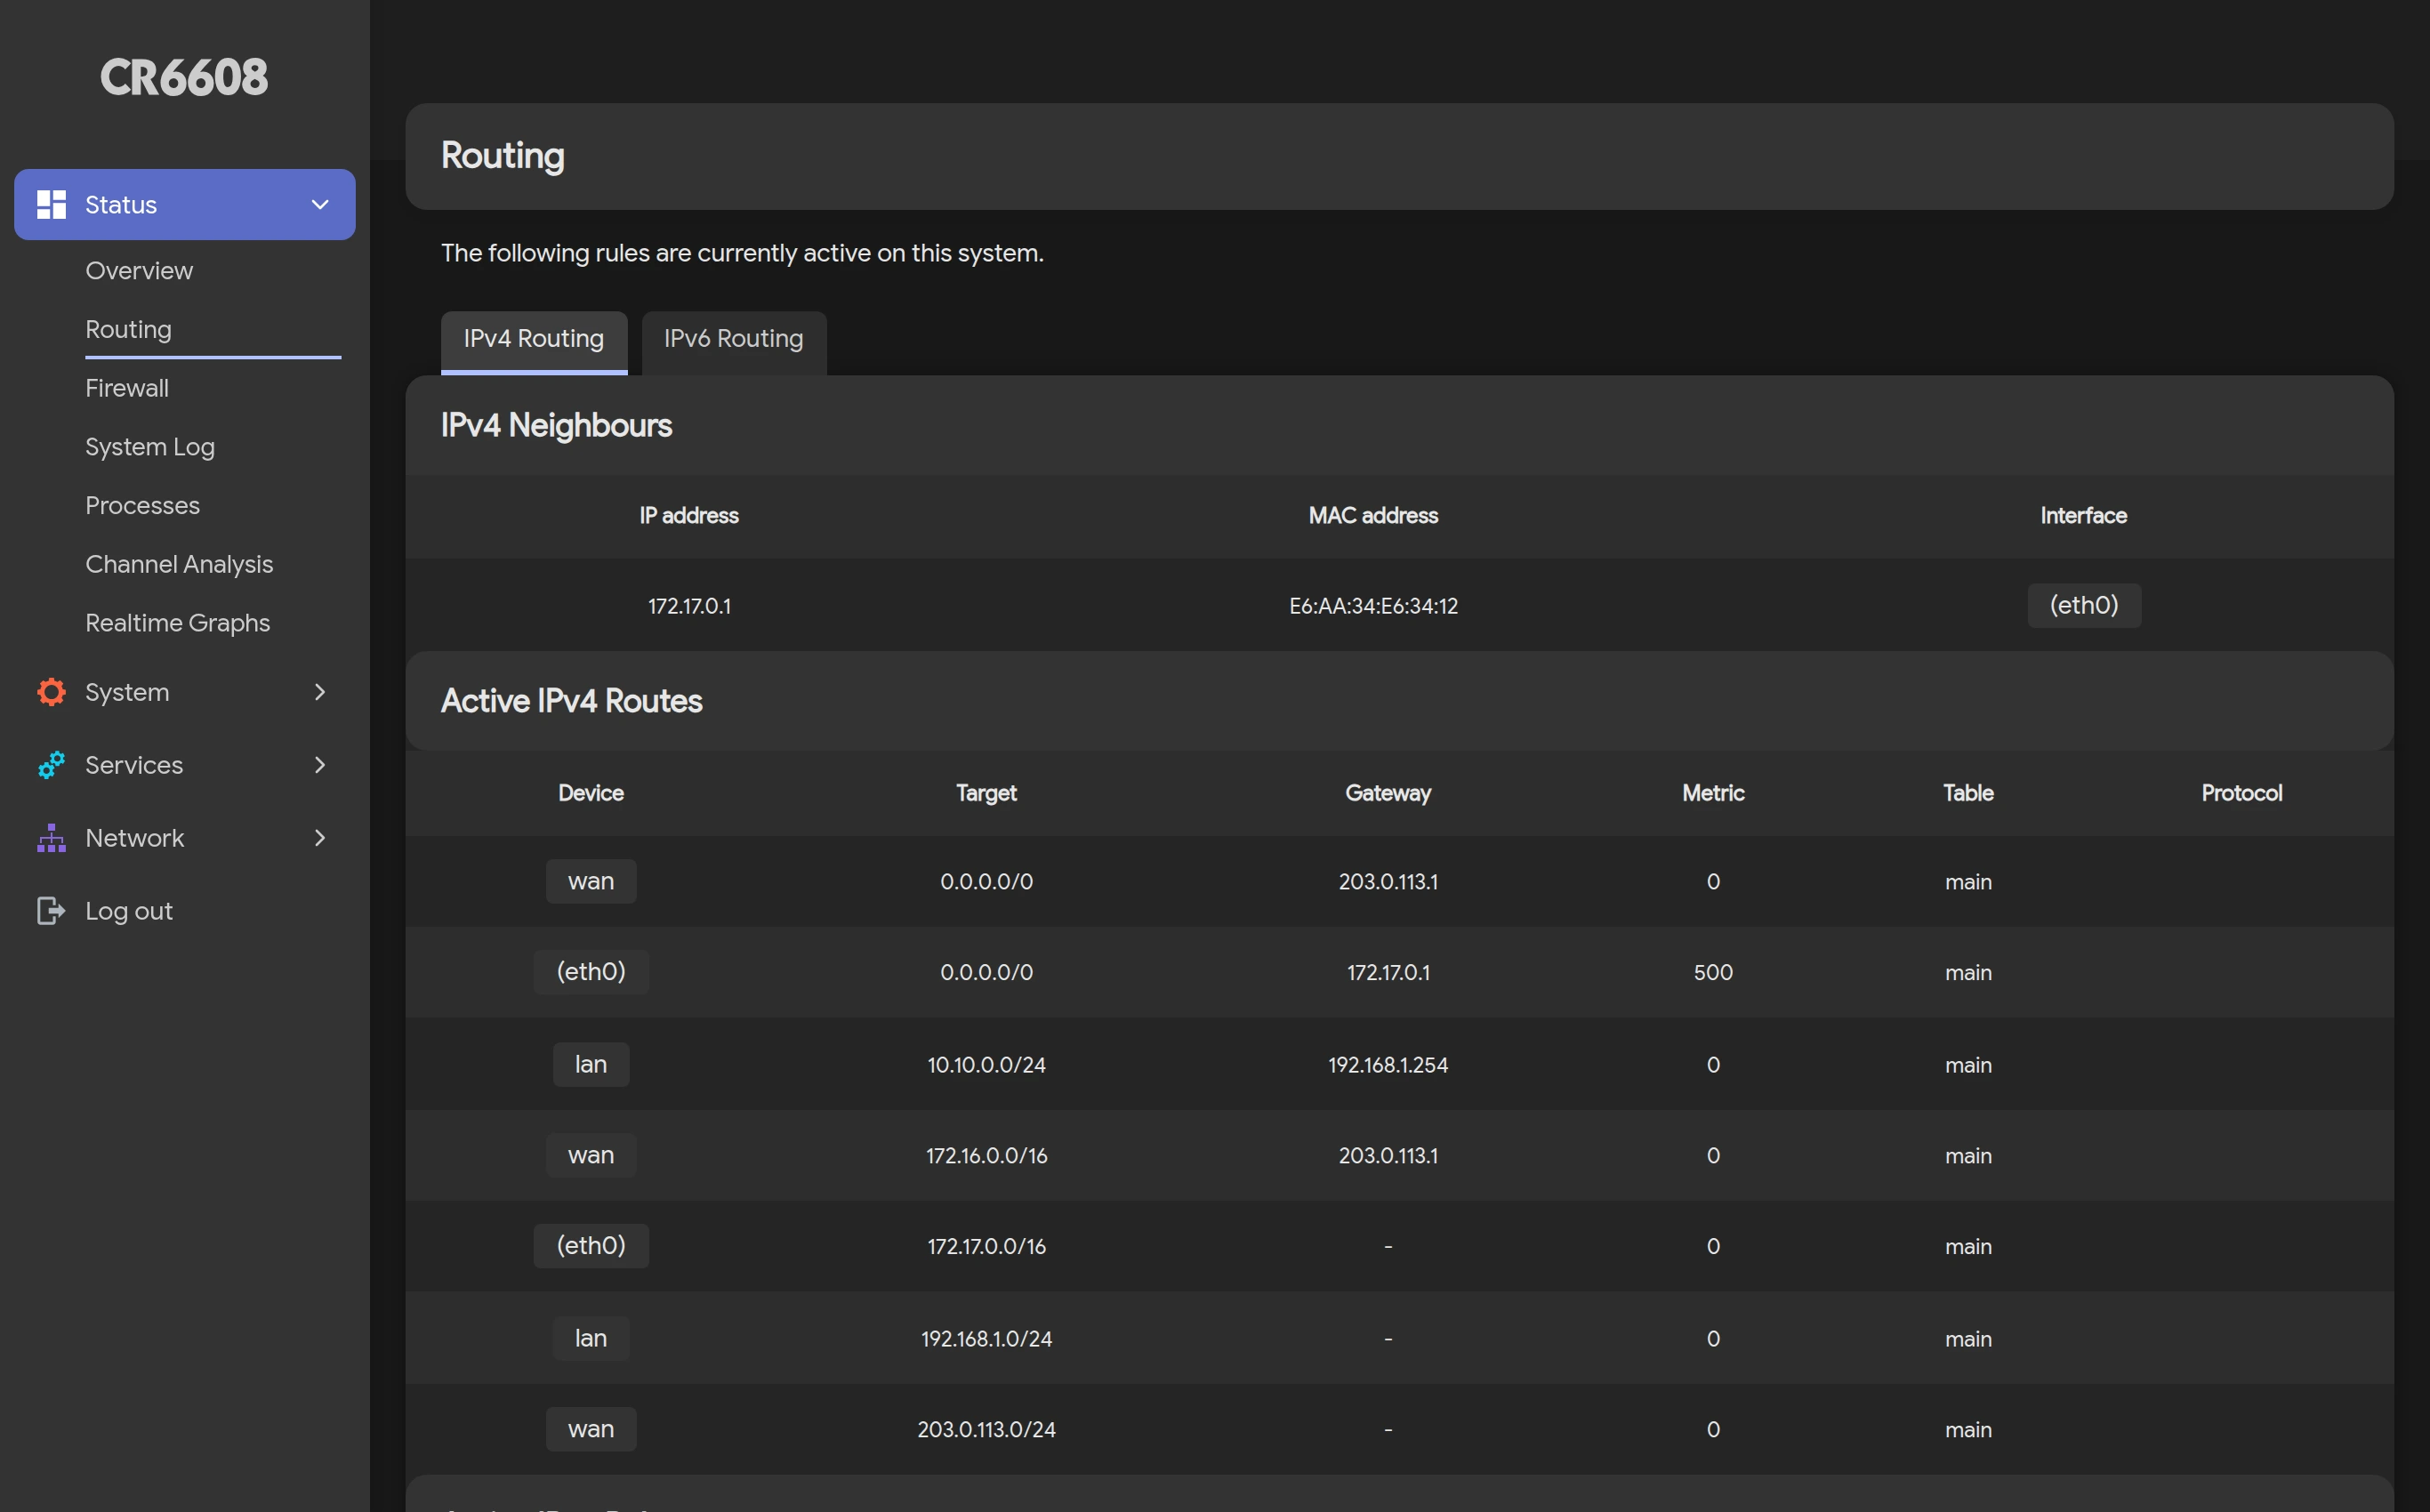 CR6608
Status
Overview
Routing
Firewall
System Log
Processes
Channel Analysis
Realtime Graphs
System
Services
Network
Log out
Routing
The following rules are currently active on this system.
IPv4 Routing IPv6 Routing
IPv4 Neighbours
IP address MAC address Interface
172.17.0.1 E6:AA:34:E6:34:12 (eth0)
Active IPv4 Routes
Device Target Gateway Metric Table Protocol
wan 0.0.0.0/0 203.0.113.1 0 main
(eth0) 0.0.0.0/0 172.17.0.1 500 main
lan 10.10.0.0/24 192.168.1.254 0 main
wan 172.16.0.0/16 203.0.113.1 0 main
(eth0) 172.17.0.0/16 - 0 main
lan 192.168.1.0/24 - 0 main
wan 203.0.113.0/24 - 0 main